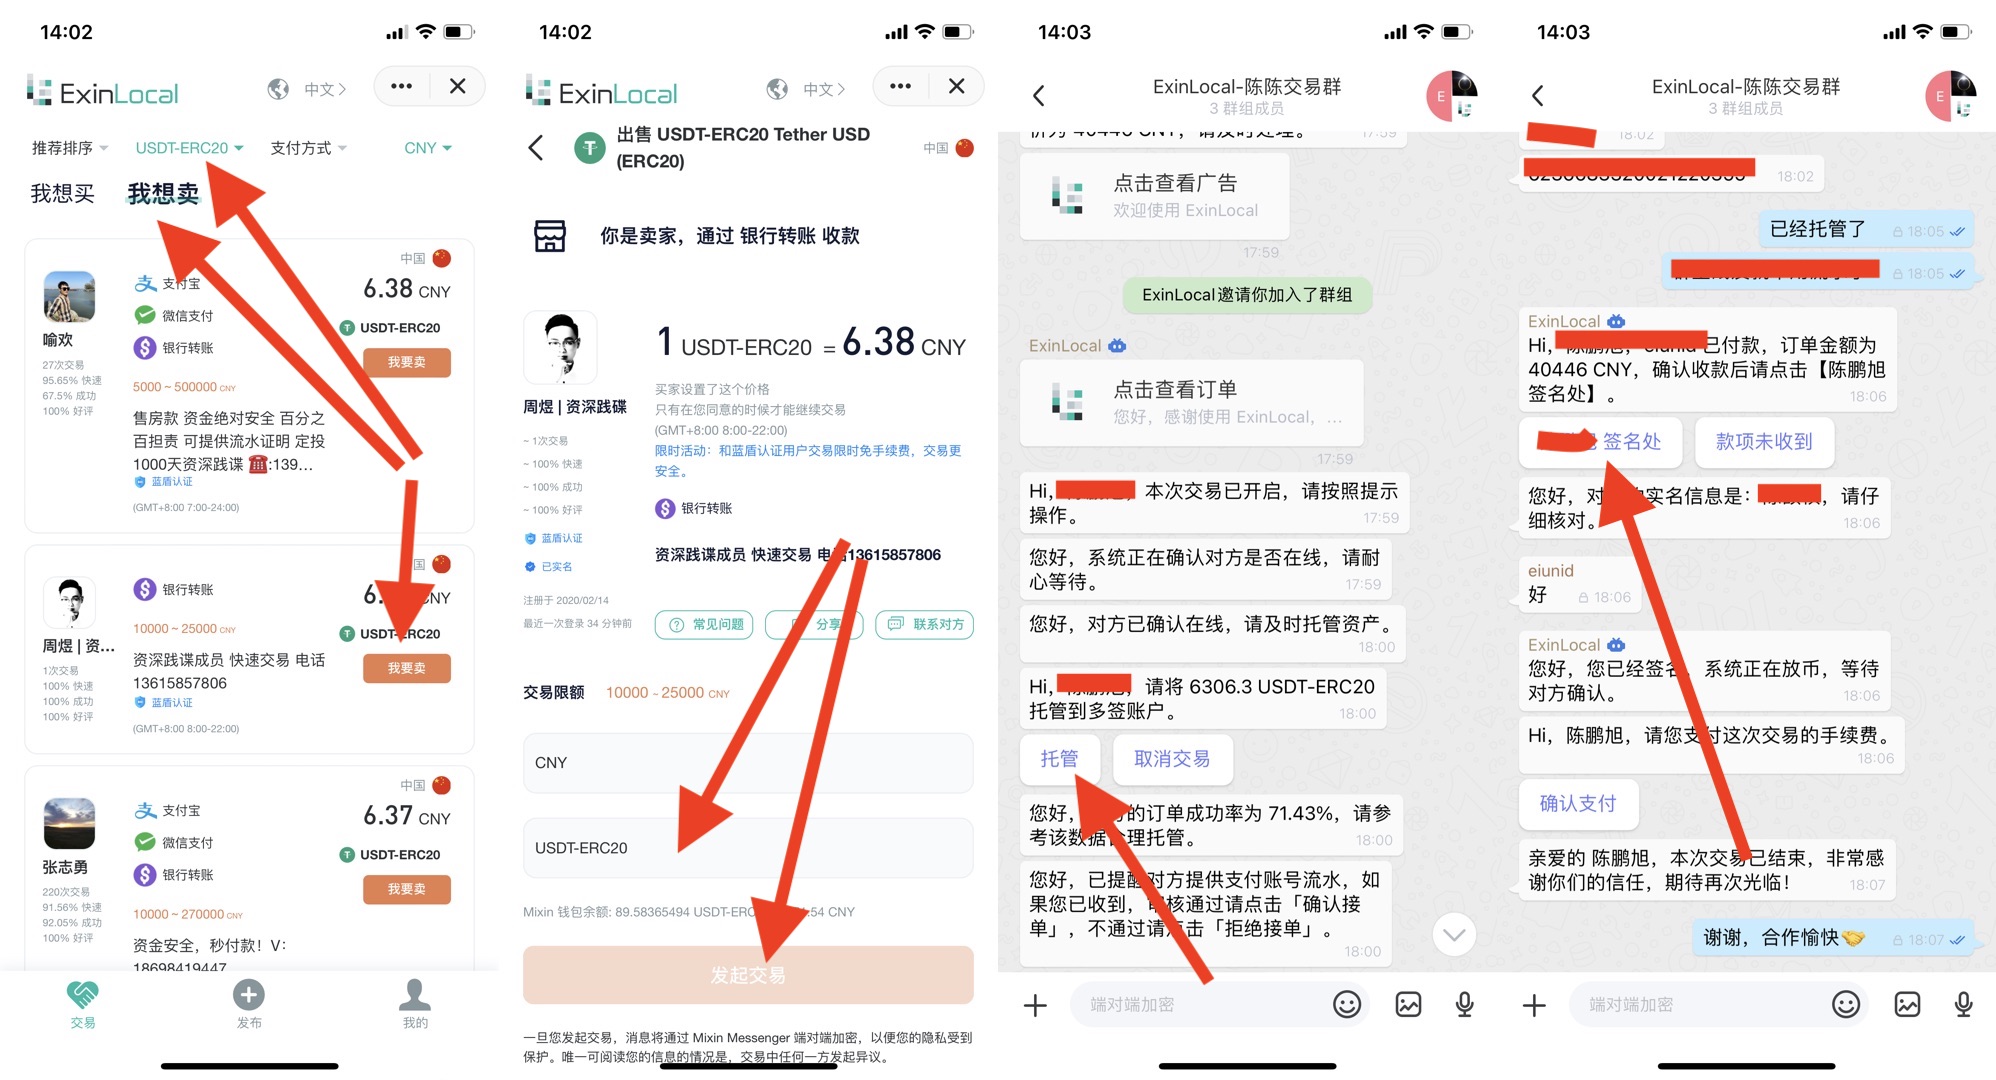 14:02
ExinLocal
中文
推荐排序
USDT-ERC20
支付方式
CNY
我想买
我想卖
中国
喻欢
27次交易
95.65% 快速
67.5% 成功
100% 好评
支付宝
微信支付
银行转账
6.38 CNY
USDT-ERC20
我要卖
5000 ~ 500000 CNY
售房款 资金绝对安全 百分之
百担责 可提供流水证明 定投
1000天资深践谍 ☎️:139...
蓝盾认证
(GMT+8:00 7:00-24:00)
国
周煜 | 资...
1次交易
100% 快速
100% 成功
100% 好评
银行转账
CNY
USDT-ERC20
我要卖
10000 ~ 25000 CNY
资深践谍成员 快速交易 电话
13615857806
蓝盾认证
(GMT+8:00 8:00-22:00)
中国
张志勇
220次交易
91.56% 快速
92.05% 成功
100% 好评
支付宝
微信支付
银行转账
6.37 CNY
USDT-ERC20
我要卖
10000 ~ 270000 CNY
资金安全，秒付款！V：
18698419447
交易
发布
我的
14:02
ExinLocal
中文
出售 USDT-ERC20 Tether USD
(ERC20)
中国
你是卖家，通过 银行转账 收款
周煜 | 资深践碟
~ 1次交易
~ 100% 快速
~ 100% 成功
~ 100% 好评
蓝盾认证
已实名
注册于 2020/02/14
最近一次登录 34 分钟前
1 USDT-ERC20 = 6.38 CNY
买家设置了这个价格
只有在您同意的时候才能继续交易
(GMT+8:00 8:00-22:00)
限时活动：和蓝盾认证用户交易限时免手续费，交易更
安全。
银行转账
资深践谍成员 快速交易 电话13615857806
常见问题
分享
联系对方
交易限额
10000 ~ 25000 CNY
CNY
USDT-ERC20
Mixin 钱包余额: 89.58365494 USDT-ERC .54 CNY
发起交易
一旦您发起交易，消息将通过 Mixin Messenger 端对端加密，以便您的隐私受到
保护。唯一可阅读您的信息的情况是，交易中任何一方发起异议。
14:03
ExinLocal-陈陈交易群
3 群组成员
E
价为 40446 CNY，请及时处理。
17:59
点击查看广告
欢迎使用 ExinLocal
17:59
ExinLocal邀请你加入了群组
ExinLocal
点击查看订单
您好，感谢使用 ExinLocal，...
17:59
Hi, 本次交易已开启，请按照提示
操作。
17:59
您好，系统正在确认对方是否在线，请耐
心等待。
17:59
您好，对方已确认在线，请及时托管资产。
18:00
Hi, ，请将 6306.3 USDT-ERC20
托管到多签账户。
18:00
托管
取消交易
您好， 的订单成功率为 71.43%，请参
考该数据合理托管。
18:00
您好，已提醒对方提供支付账号流水，如
果您已收到，审核通过请点击「确认接
单」，不通过请点击「拒绝接单」。
18:00
端对端加密
14:03
ExinLocal-陈陈交易群
3 群组成员
E
18:02
18:02
已经托管了
18:05
18:05
ExinLocal
Hi, 已付款，订单金额为
40446 CNY，确认收款后请点击【陈鹏旭
签名处】。
18:06
签名处
款项未收到
您好，对 实名信息是： ，请仔
细核对。
18:06
eiunid
好
18:06
ExinLocal
您好，您已经签名，系统正在放币，等待
对方确认。
18:06
Hi，陈鹏旭，请您支付这次交易的手续费。
18:06
确认支付
亲爱的 陈鹏旭，本次交易已结束，非常感
谢你们的信任，期待再次光临！
18:07
谢谢，合作愉快🤝
18:07
端对端加密